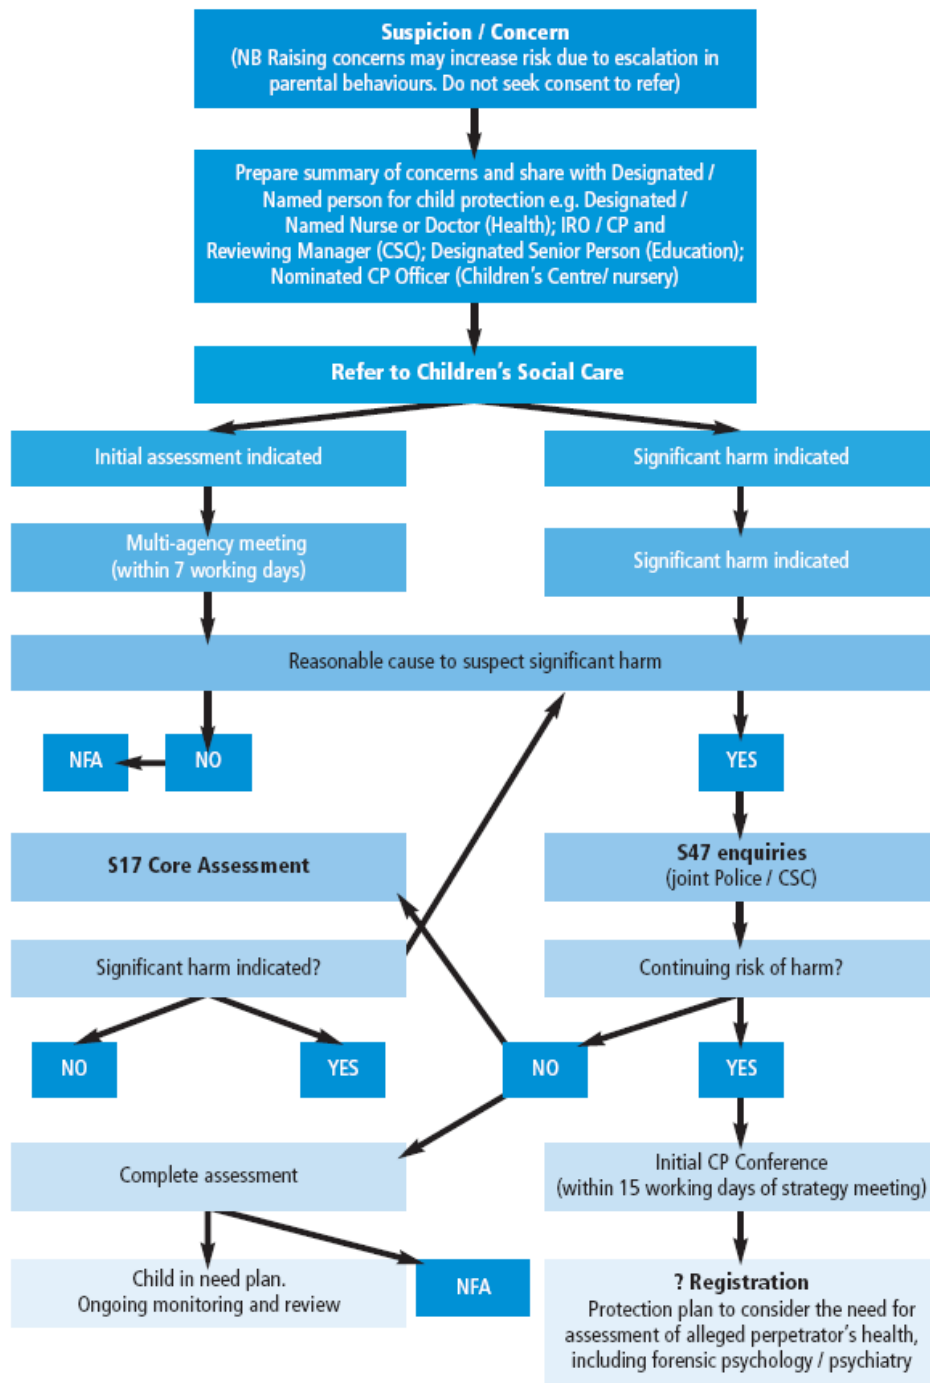 Suspicion / Concern
(NB Raising concerns may increase risk due to escalation in
parental behaviours. Do not seek consent to refer)
Prepare summary of concerns and share with Designated /
Named person for child protection e.g. Designated /
Named Nurse or Doctor (Health); IRO / CP and
Reviewing Manager (CSC); Designated Senior Person (Education);
Nominated CP Officer (Children's Centre/ nursery)
Refer to Children's Social Care
Initial assessment indicated
Significant harm indicated
Multi-agency meeting
(within 7 working days)
Significant harm indicated
Reasonable cause to suspect significant harm
NFA
NO
YES
S17 Core Assessment
S47 enquiries
(joint Police / CSC)
Significant harm indicated?
Continuing risk of harm?
NO
YES
NO
YES
Complete assessment
Initial CP Conference
(within 15 working days of strategy meeting)
Child in need plan.
Ongoing monitoring and review
NFA
? Registration
Protection plan to consider the need for
assessment of alleged perpetrator's health,
including forensic psychology / psychiatry